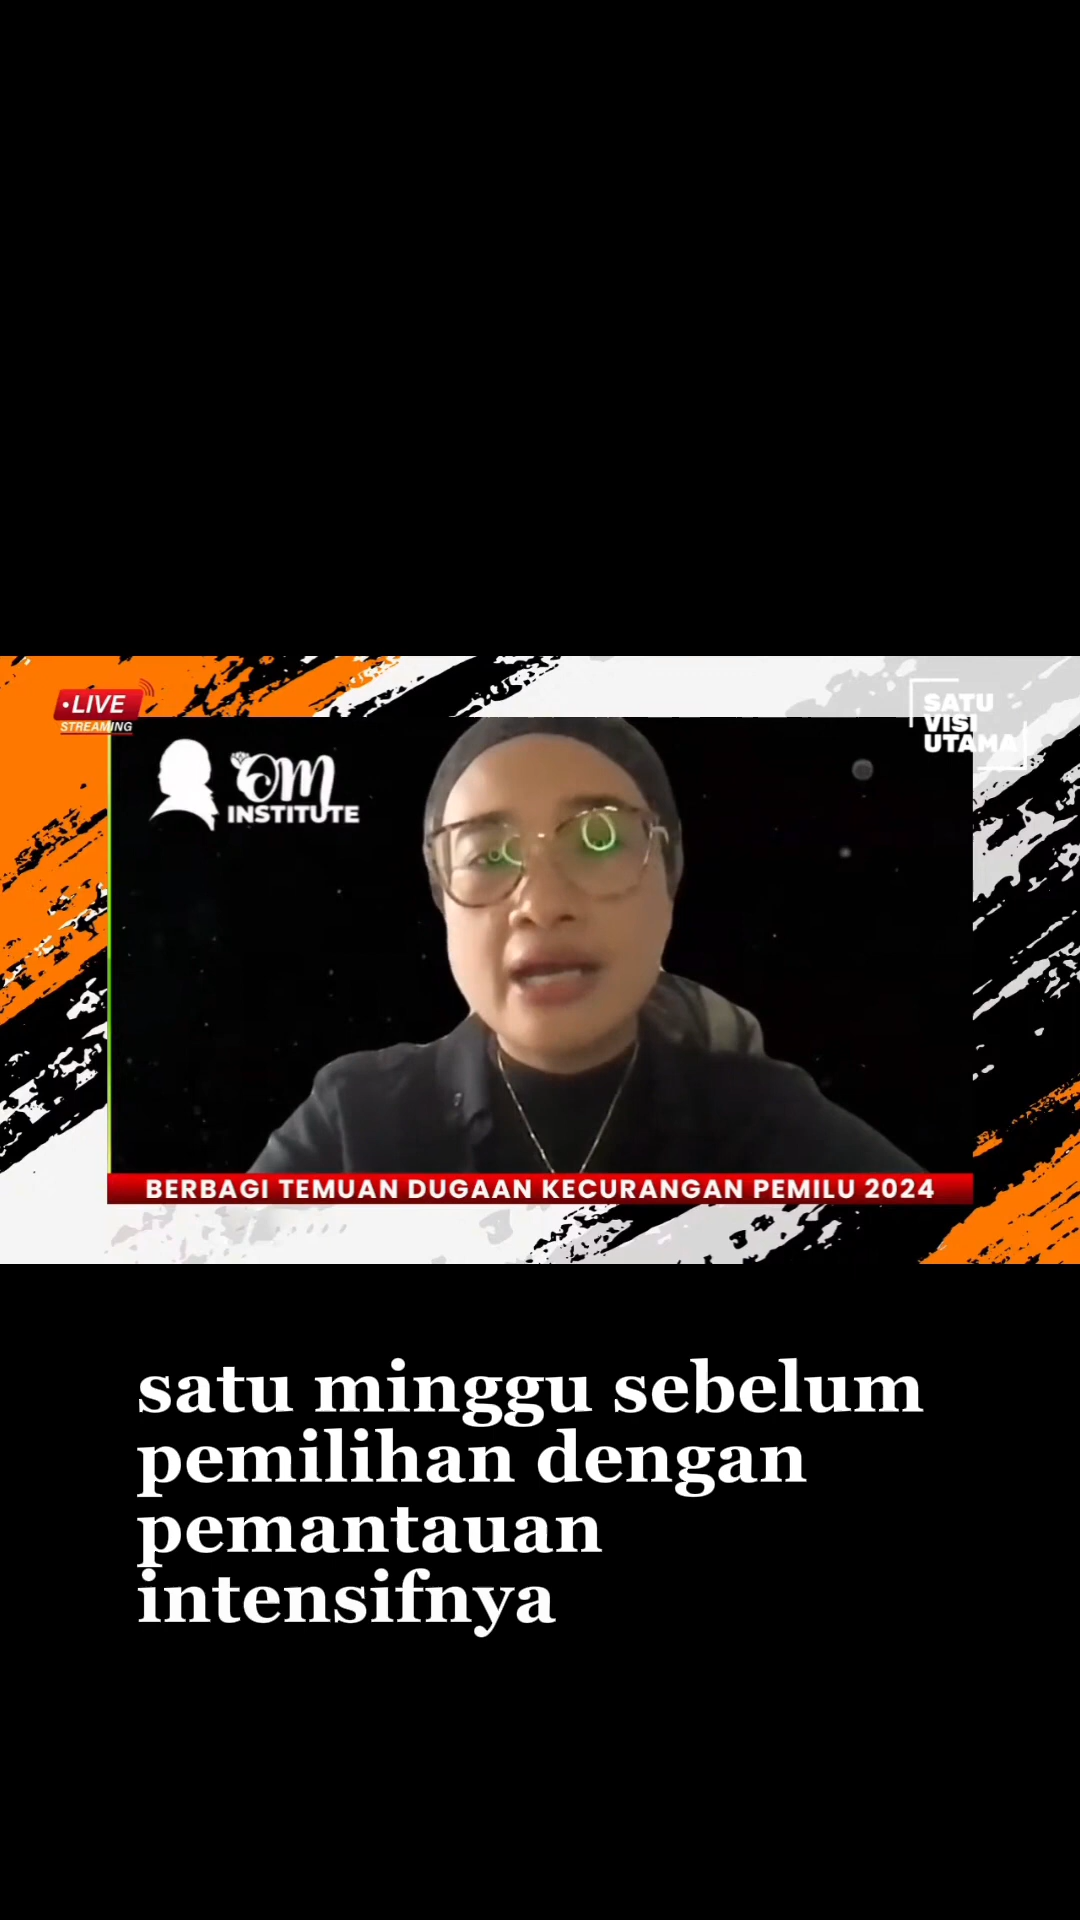 LIVE
STREAMING
SATU
VISI
UTAMA
OM
INSTITUTE
BERBAGI TEMUAN DUGAAN KECURANGAN PEMILU 2024
satu minggu sebelum
pemilihan dengan
pemantauan
intensifnya